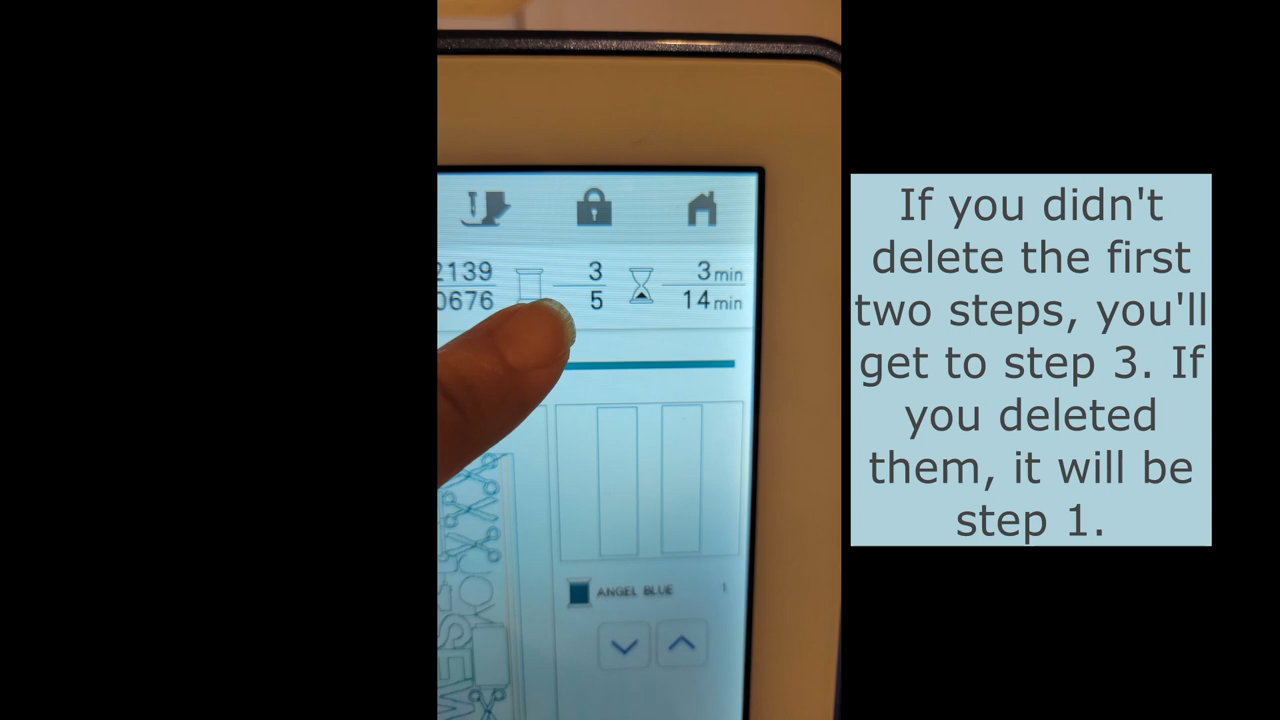 2139
3
3 min
0676
5
14 min
ANGEL BLUE
1
SEW
If you didn't
delete the first
two steps, you'll
get to step 3. If
you deleted
them, it will be
step 1.